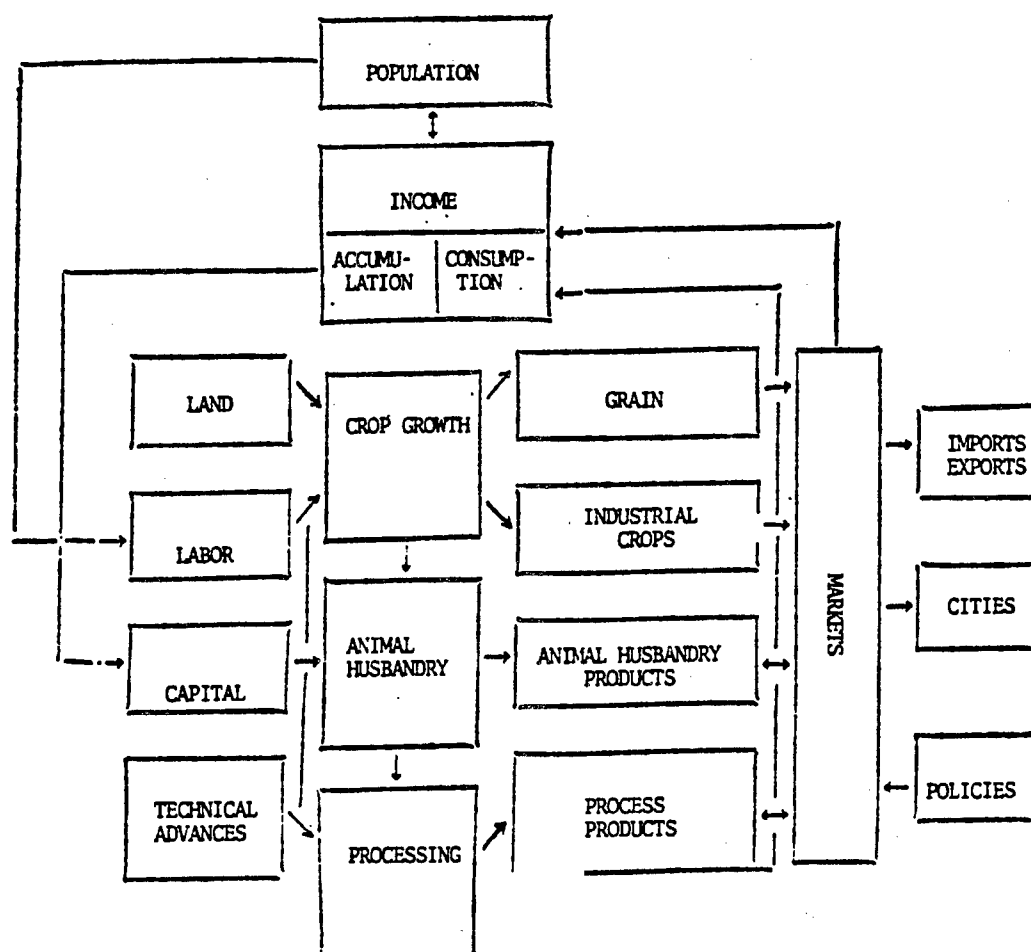 POPULATION
INCOME
ACCUMU-
LATION
CONSUMP-
TION
LAND
CROP GROWTH
GRAIN
IMPORTS
EXPORTS
LABOR
INDUSTRIAL
CROPS
MARKETS
CITIES
CAPITAL
ANIMAL
HUSBANDRY
ANIMAL HUSBANDRY
PRODUCTS
TECHNICAL
ADVANCES
PROCESSING
PROCESS
PRODUCTS
POLICIES